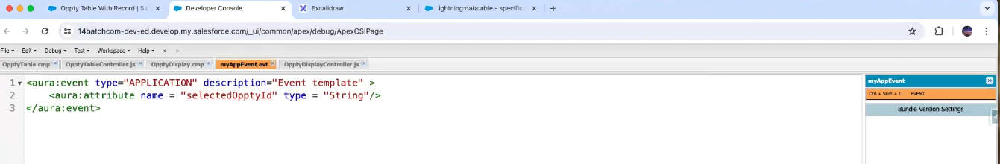 Oppty Table With Record | Sa
Developer Console
Excalidraw
lightning:datatable - specific
14batchcom-dev-ed.develop.my.salesforce.com/_ui/common/apex/debug/ApexCSIPage
File Edit Debug Test Workspace Help < >
OpptyTable.cmp OpptyTableController.js OpptyDisplay.cmp myAppEvent.evt OpptyDisplayController.js
1 <aura:event type="APPLICATION" description="Event template" >
2 <aura:attribute name = "selectedOpptyId" type = "String"/>
3 </aura:event>
myAppEvent
Ctrl + Shift + 1 EVENT
Bundle Version Settings